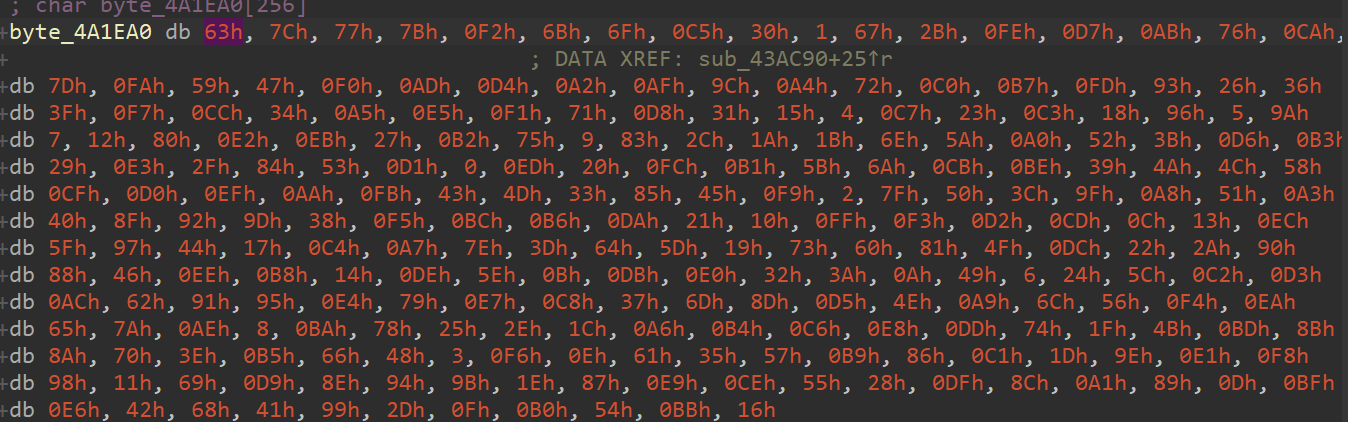 ; char byte_4A1EA0[256]
+byte_4A1EA0 db 63h, 7Ch, 77h, 7Bh, 0F2h, 6Bh, 6Fh, 0C5h, 30h, 1, 67h, 2Bh, 0FEh, 0D7h, 0ABh, 76h, 0CAh,
+ ; DATA XREF: sub_43AC90+25↑r
+db 7Dh, 0FAh, 59h, 47h, 0F0h, 0ADh, 0D4h, 0A2h, 0AFh, 9Ch, 0A4h, 72h, 0C0h, 0B7h, 0FDh, 93h, 26h, 36h
+db 3Fh, 0F7h, 0CCh, 34h, 0A5h, 0E5h, 0F1h, 71h, 0D8h, 31h, 15h, 4, 0C7h, 23h, 0C3h, 18h, 96h, 5, 9Ah
+db 7, 12h, 80h, 0E2h, 0EBh, 27h, 0B2h, 75h, 9, 83h, 2Ch, 1Ah, 1Bh, 6Eh, 5Ah, 0A0h, 52h, 3Bh, 0D6h, 0B3h
+db 29h, 0E3h, 2Fh, 84h, 53h, 0D1h, 0, 0EDh, 20h, 0FCh, 0B1h, 5Bh, 6Ah, 0CBh, 0BEh, 39h, 4Ah, 4Ch, 58h
+db 0CFh, 0D0h, 0EFh, 0AAh, 0FBh, 43h, 4Dh, 33h, 85h, 45h, 0F9h, 2, 7Fh, 50h, 3Ch, 9Fh, 0A8h, 51h, 0A3h
+db 40h, 8Fh, 92h, 9Dh, 38h, 0F5h, 0BCh, 0B6h, 0DAh, 21h, 10h, 0FFh, 0F3h, 0D2h, 0CDh, 0Ch, 13h, 0ECh
+db 5Fh, 97h, 44h, 17h, 0C4h, 0A7h, 7Eh, 3Dh, 64h, 5Dh, 19h, 73h, 60h, 81h, 4Fh, 0DCh, 22h, 2Ah, 90h
+db 88h, 46h, 0EEh, 0B8h, 14h, 0DEh, 5Eh, 0Bh, 0DBh, 0E0h, 32h, 3Ah, 0Ah, 49h, 6, 24h, 5Ch, 0C2h, 0D3h
+db 0ACh, 62h, 91h, 95h, 0E4h, 79h, 0E7h, 0C8h, 37h, 6Dh, 8Dh, 0D5h, 4Eh, 0A9h, 6Ch, 56h, 0F4h, 0EAh
+db 65h, 7Ah, 0AEh, 8, 0BAh, 78h, 25h, 2Eh, 1Ch, 0A6h, 0B4h, 0C6h, 0E8h, 0DDh, 74h, 1Fh, 4Bh, 0BDh, 8Bh
+db 8Ah, 70h, 3Eh, 0B5h, 66h, 48h, 3, 0F6h, 0Eh, 61h, 35h, 57h, 0B9h, 86h, 0C1h, 1Dh, 9Eh, 0E1h, 0F8h
+db 98h, 11h, 69h, 0D9h, 8Eh, 94h, 9Bh, 1Eh, 87h, 0E9h, 0CEh, 55h, 28h, 0DFh, 8Ch, 0A1h, 89h, 0Dh, 0BFh
+db 0E6h, 42h, 68h, 41h, 99h, 2Dh, 0Fh, 0B0h, 54h, 0BBh, 16h